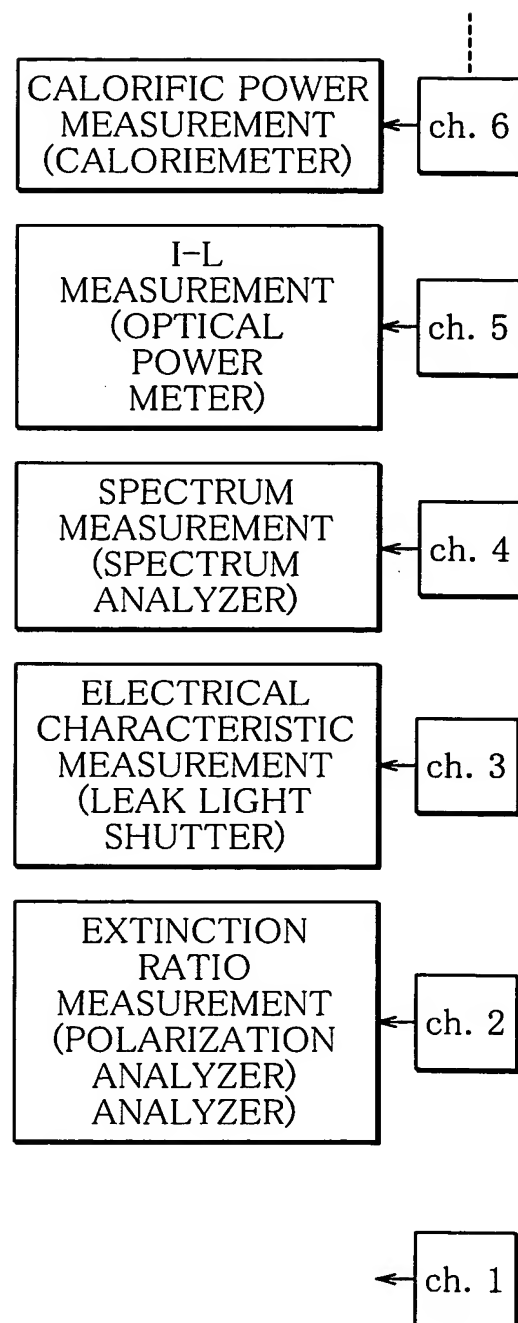 CALORIFIC POWER
MEASUREMENT
(CALORIEMETER)
ch. 6
I-L
MEASUREMENT
(OPTICAL
POWER
METER)
ch. 5
SPECTRUM
MEASUREMENT
(SPECTRUM
ANALYZER)
ch. 4
ELECTRICAL
CHARACTERISTIC
MEASUREMENT
(LEAK LIGHT
SHUTTER)
ch. 3
EXTINCTION
RATIO
MEASUREMENT
(POLARIZATION
ANALYZER)
ANALYZER)
ch. 2
ch. 1